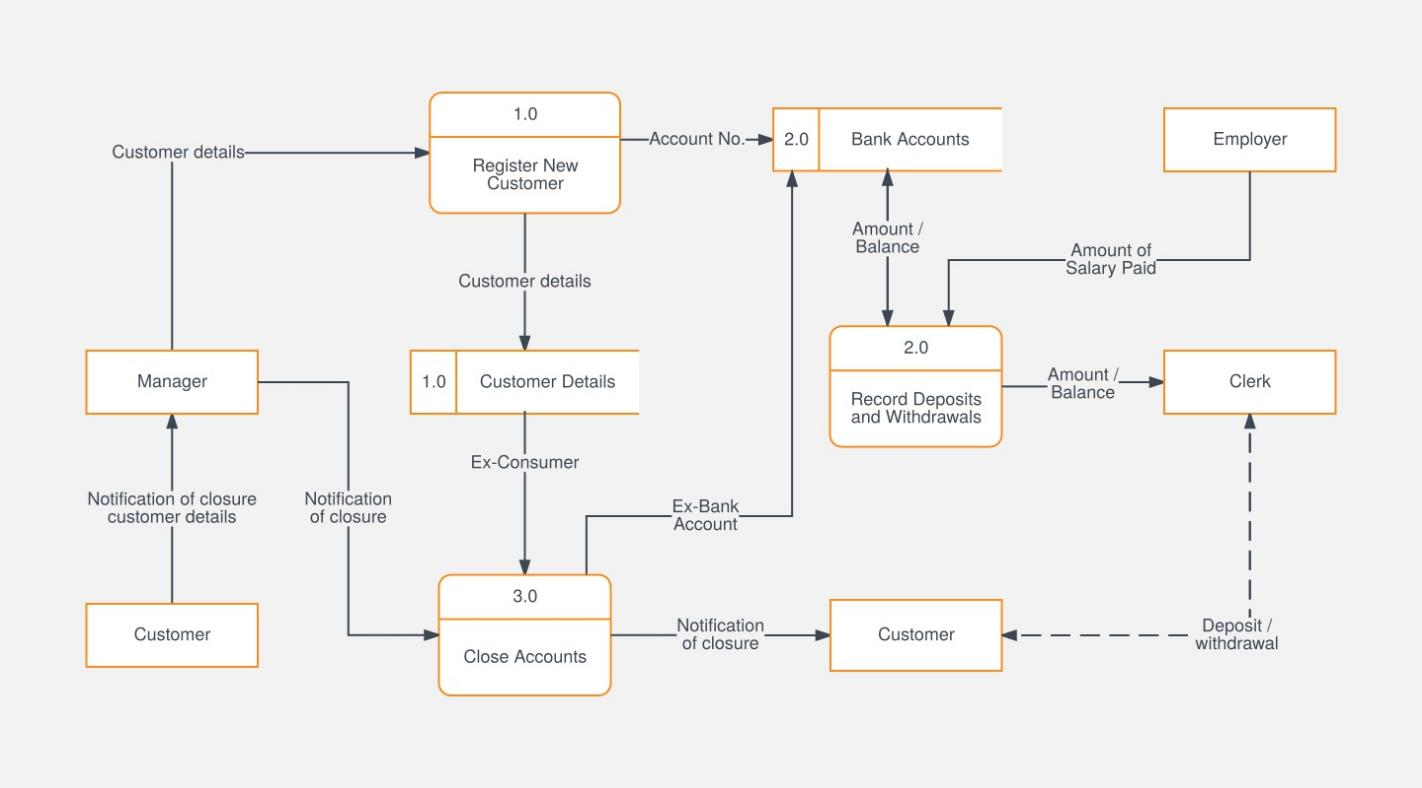 1.0
Register New
Customer
Account No.
2.0
Bank Accounts
Employer
Customer details
Amount /
Balance
Amount of
Salary Paid
Customer details
2.0
Record Deposits
and Withdrawals
Amount /
Balance
Clerk
Manager
1.0
Customer Details
Ex-Consumer
Notification of closure
customer details
Notification
of closure
Ex-Bank
Account
3.0
Close Accounts
Customer
Notification
of closure
Customer
Deposit /
withdrawal